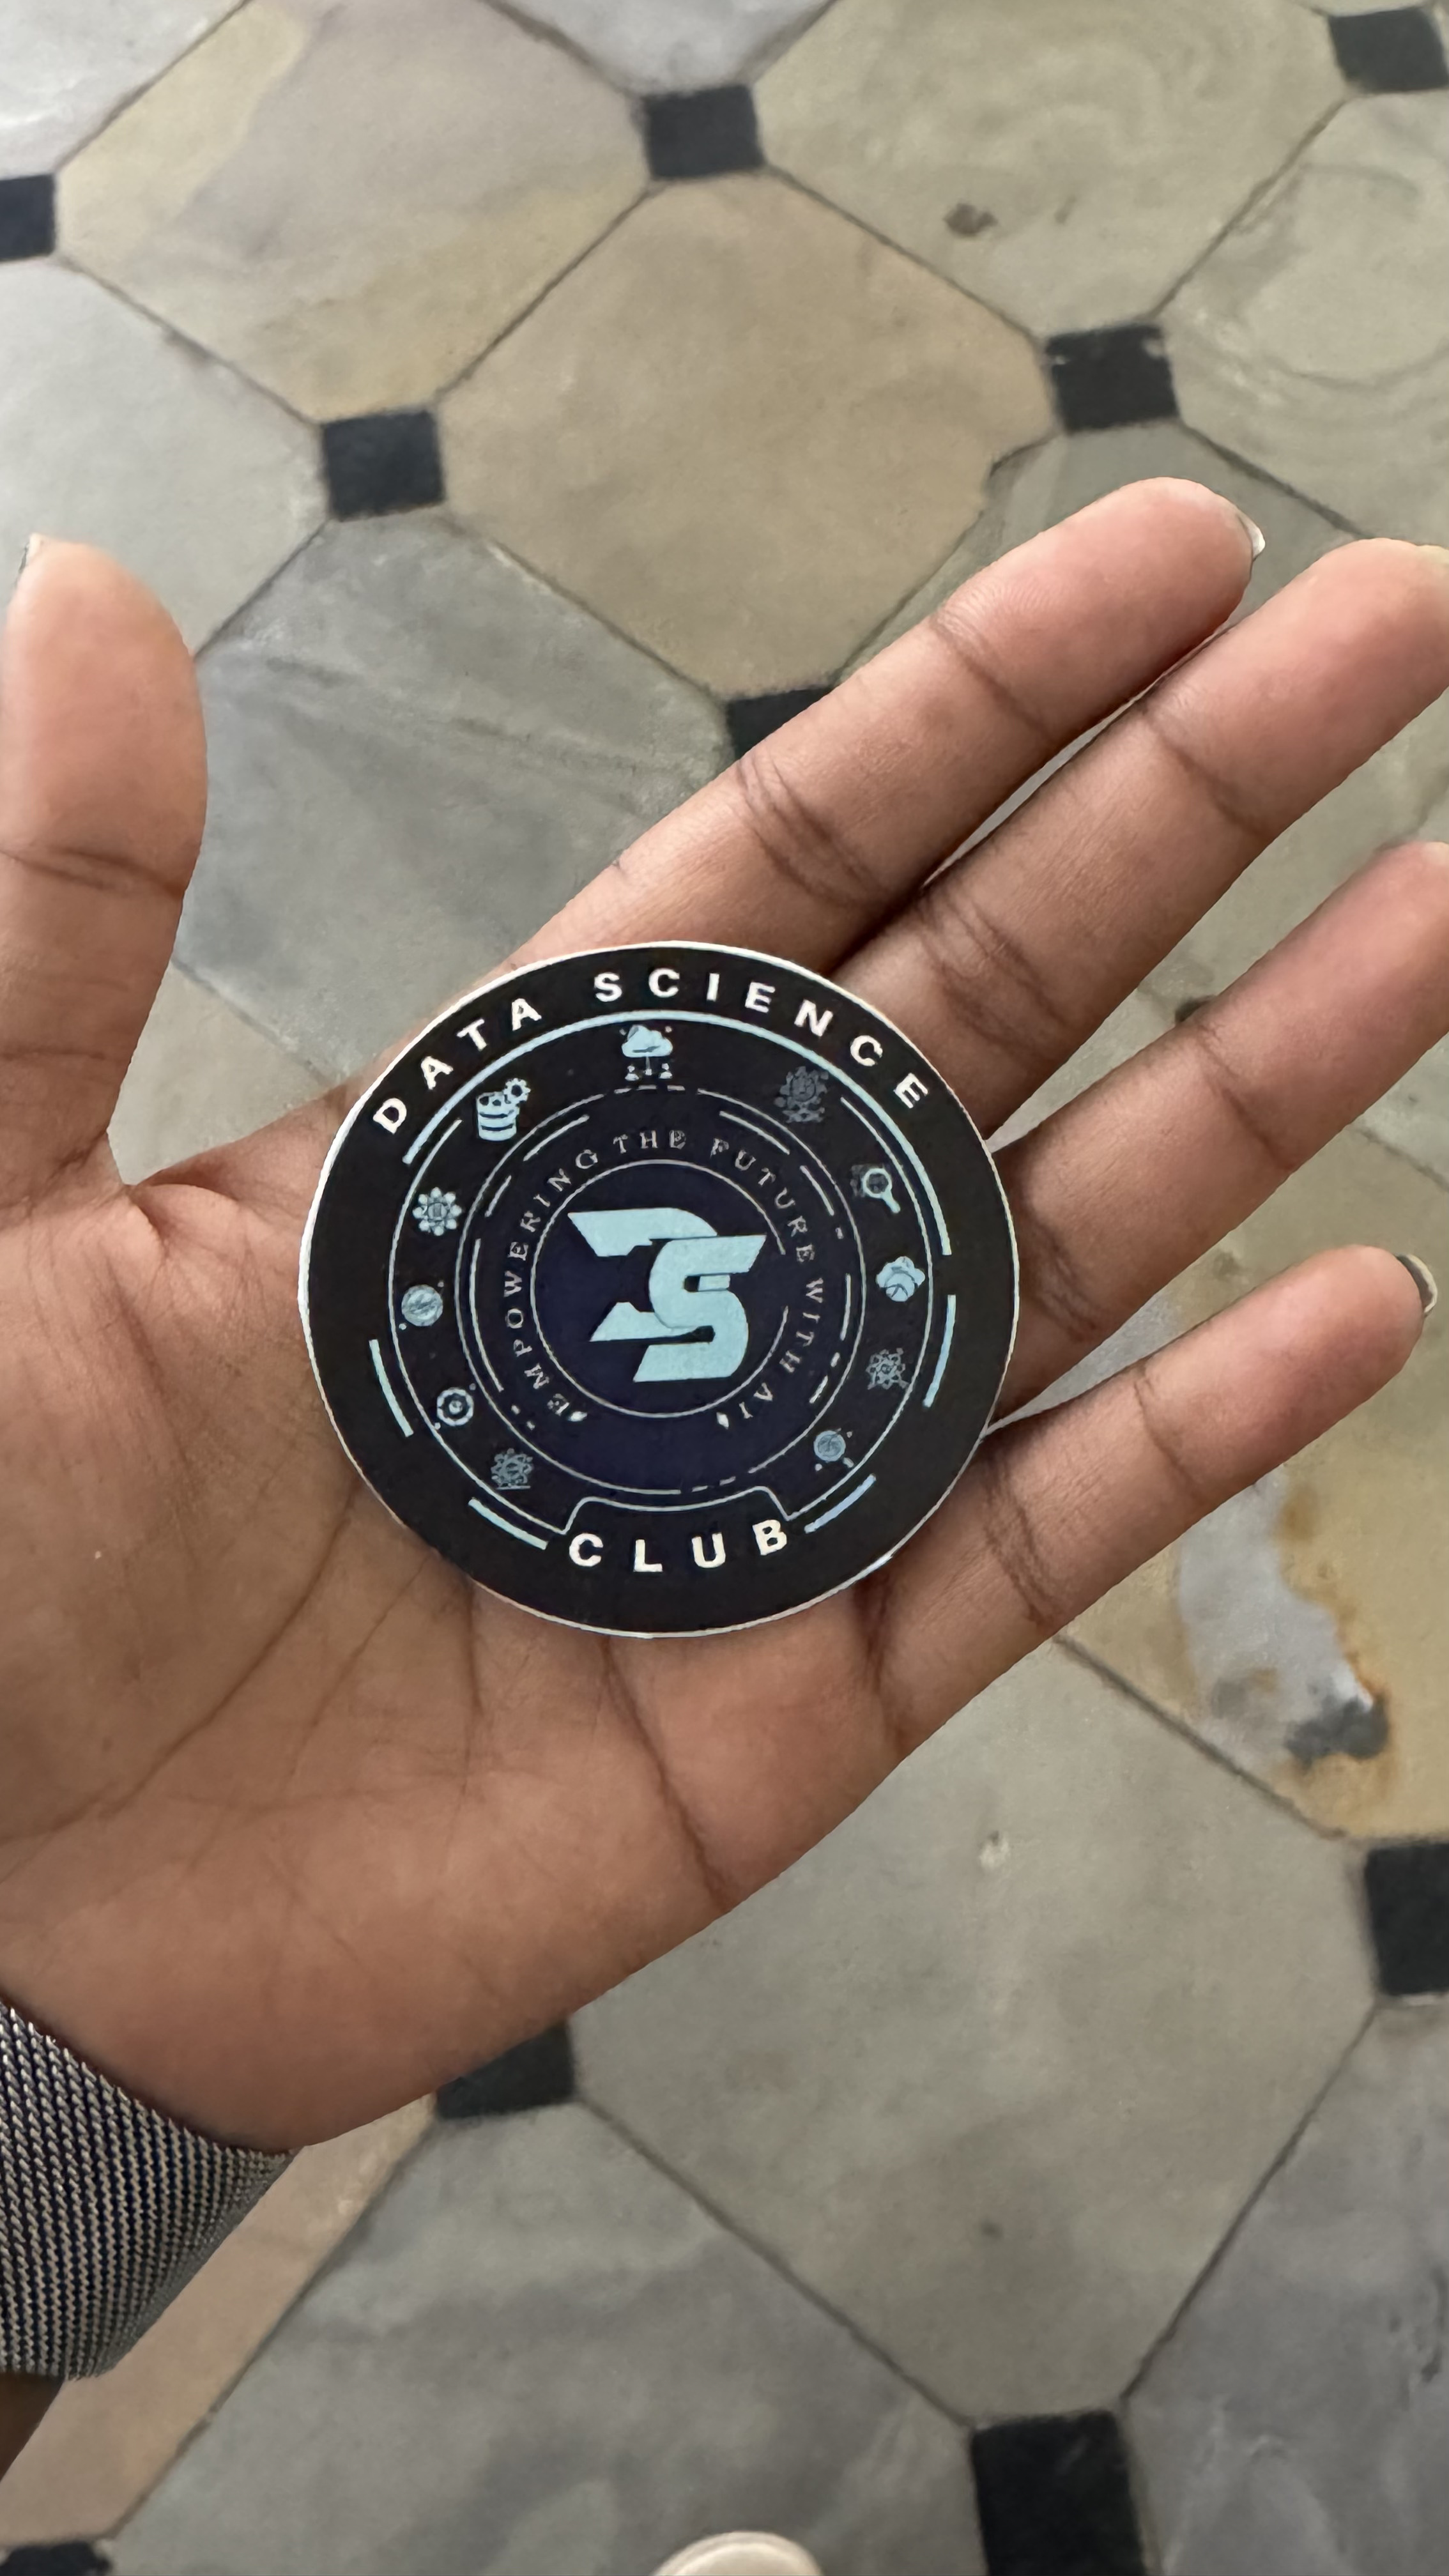 DATA SCIENCE
EMPOWERING THE FUTURE WITH AI
DS
CLUB